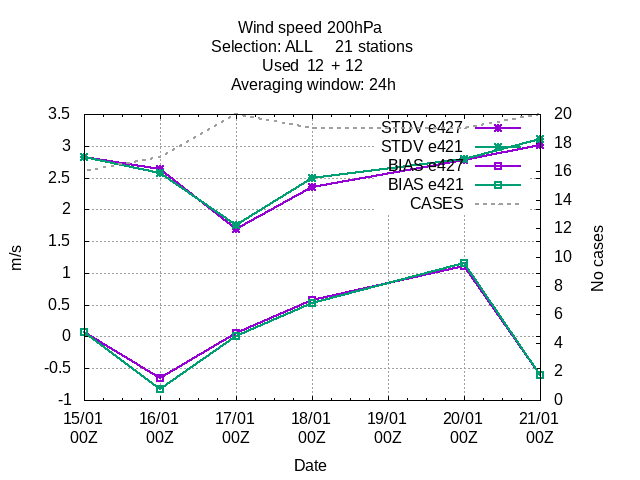 Wind speed 200hPa
Selection: ALL 21 stations
Used 12 + 12
Averaging window: 24h
3.5
3
2.5
2
1.5
1
0.5
0
-0.5
-1
m/s
STDV e427
STDV e421
BIAS e427
BIAS e421
CASES
20
18
16
14
12
10
8
6
4
2
0
No cases
15/01 16/01 17/01 18/01 19/01 20/01 21/01
00Z 00Z 00Z 00Z 00Z 00Z 00Z
Date